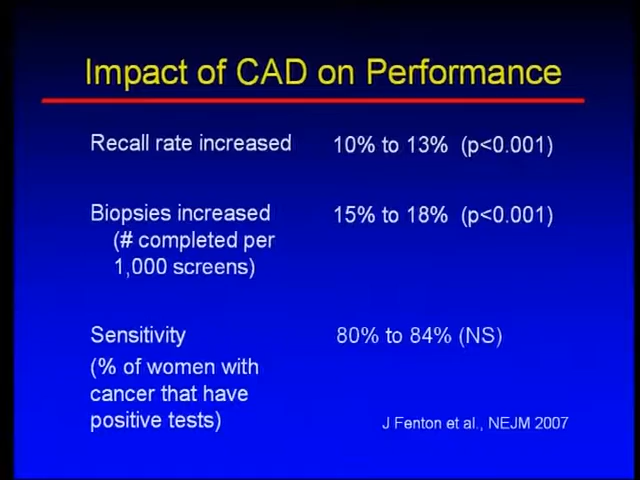 Impact of CAD on Performance
Recall rate increased 10% to 13% (p<0.001)
Biopsies increased 15% to 18% (p<0.001)
(# completed per
1,000 screens)
Sensitivity 80% to 84% (NS)
(% of women with
cancer that have
positive tests)
J Fenton et al., NEJM 2007